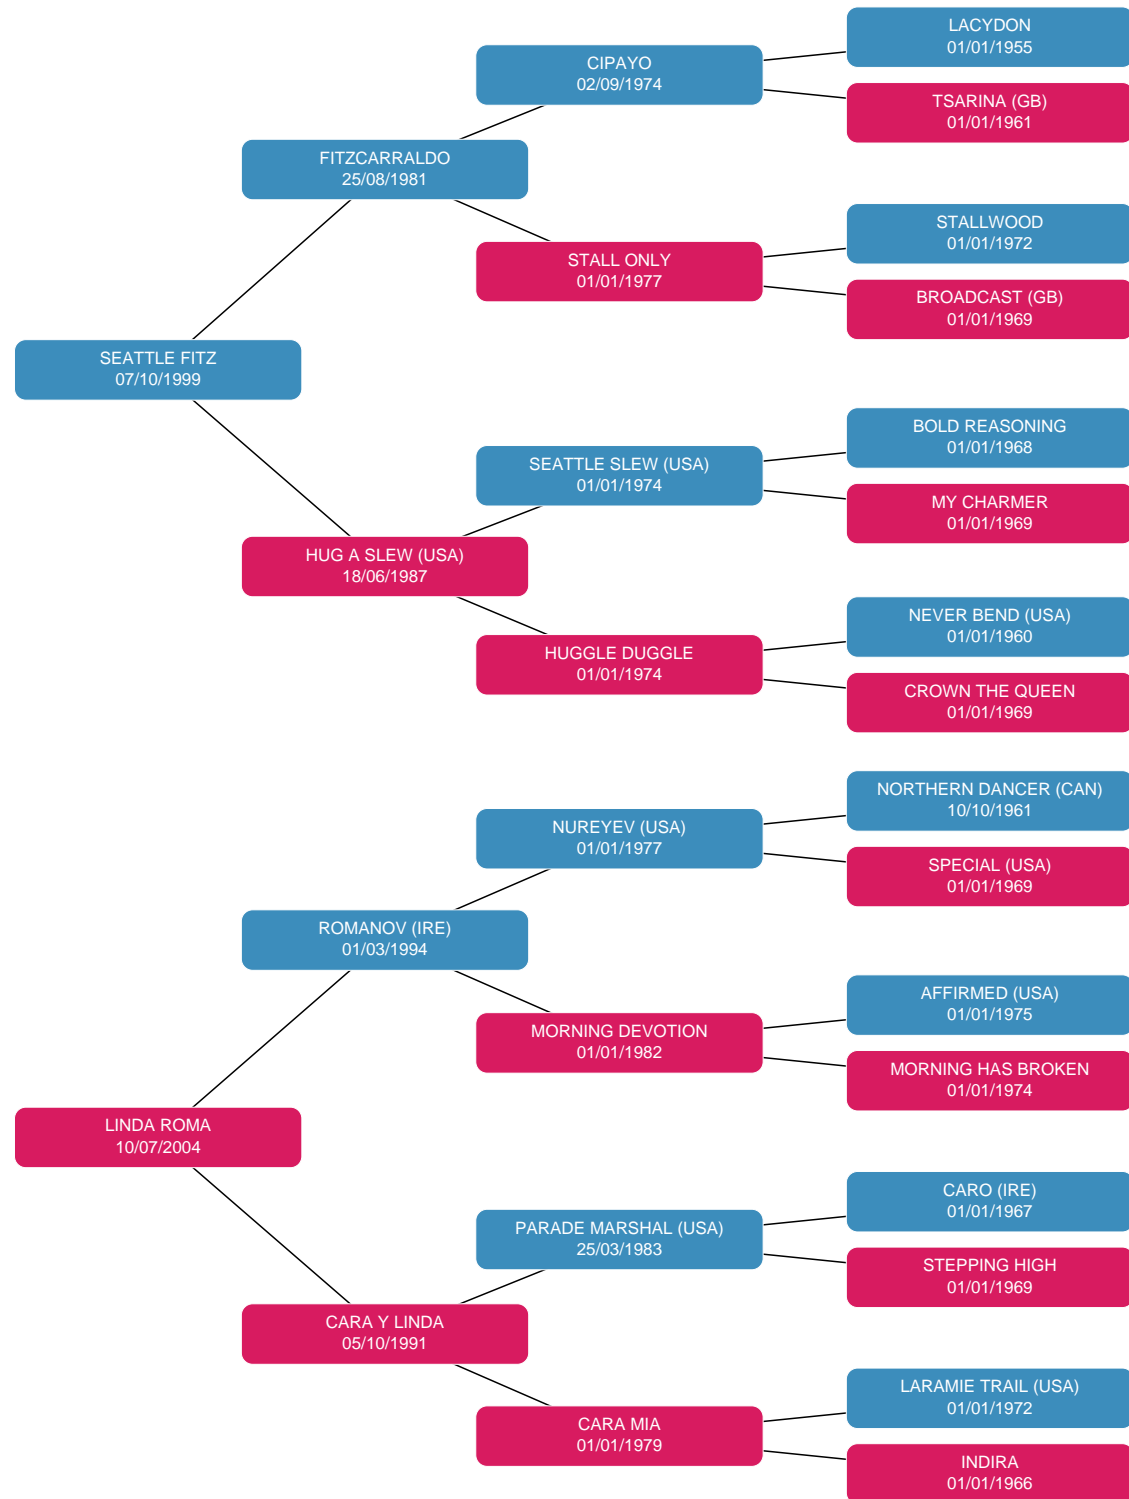 LACYDON
01/01/1955
CIPAYO
02/09/1974
TSARINA (GB)
01/01/1961
FITZCARRALDO
25/08/1981
STALLWOOD
01/01/1972
STALL ONLY
01/01/1977
BROADCAST (GB)
01/01/1969
SEATTLE FITZ
07/10/1999
BOLD REASONING
01/01/1968
SEATTLE SLEW (USA)
01/01/1974
MY CHARMER
01/01/1969
HUG A SLEW (USA)
18/06/1987
NEVER BEND (USA)
01/01/1960
HUGGLE DUGGLE
01/01/1974
CROWN THE QUEEN
01/01/1969
NORTHERN DANCER (CAN)
10/10/1961
NUREYEV (USA)
01/01/1977
SPECIAL (USA)
01/01/1969
ROMANOV (IRE)
01/03/1994
AFFIRMED (USA)
01/01/1975
MORNING DEVOTION
01/01/1982
MORNING HAS BROKEN
01/01/1974
LINDA ROMA
10/07/2004
CARO (IRE)
01/01/1967
PARADE MARSHAL (USA)
25/03/1983
STEPPING HIGH
01/01/1969
CARA Y LINDA
05/10/1991
LARAMIE TRAIL (USA)
01/01/1972
CARA MIA
01/01/1979
INDIRA
01/01/1966